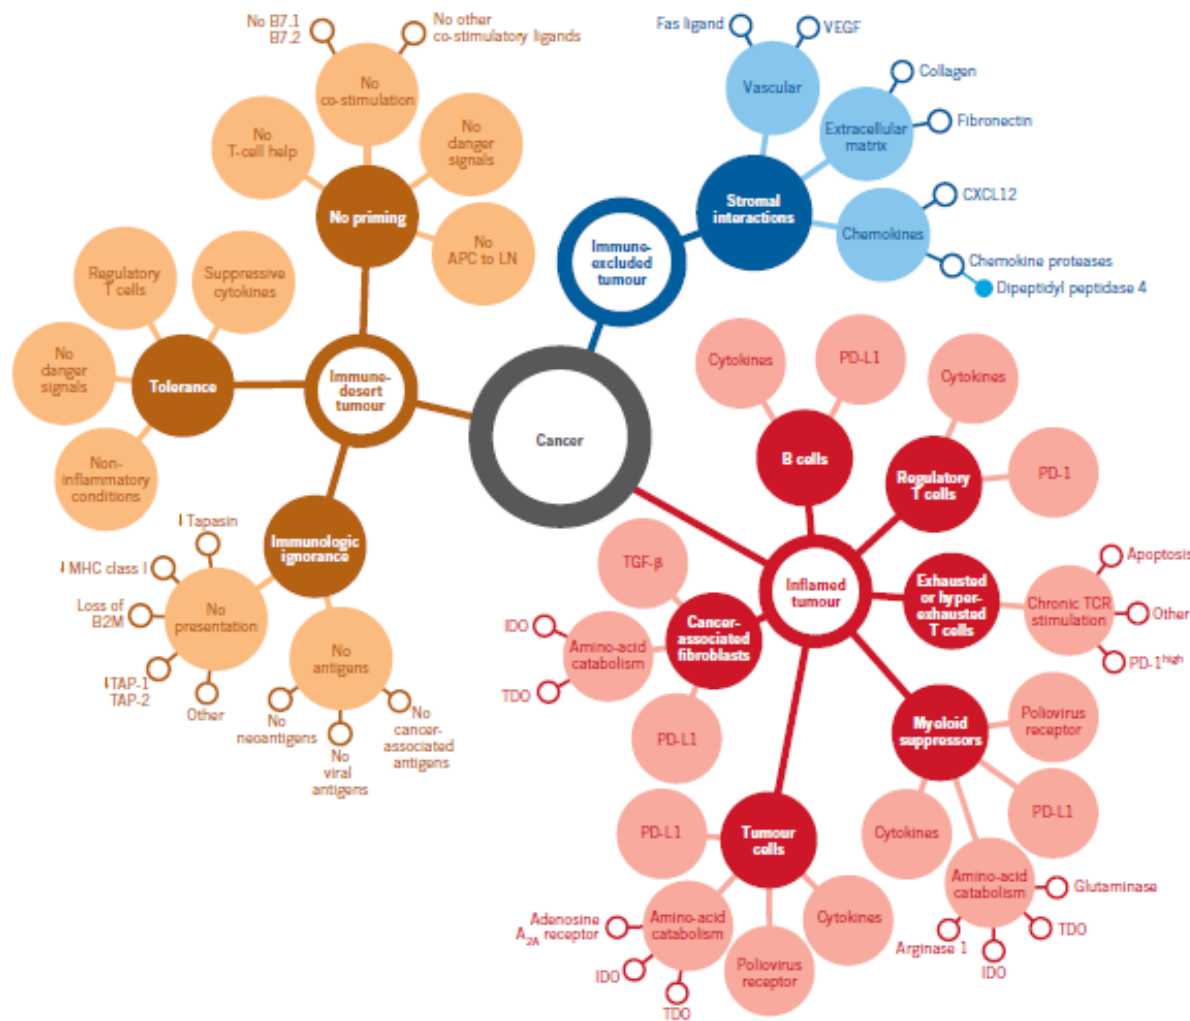 No B7.1
B7.2
No other
co-stimulatory ligands
No
co-stimulation
No
T-cell help
No
danger
signals
No priming
No
APC to LN
Regulatory
T cells
Suppressive
cytokines
No
danger
signals
Tolerance
Non-
inflammatory
conditions
Immune-
desert
tumour
Immunologic
ignorance
↓Tapasin
↓MHC class I
Loss of
B2M
↓TAP-1
TAP-2
Other
No
presentation
No
antigens
No
neoantigens
No
viral
antigens
No
cancer-
associated
antigens
Cancer
Immune-
excluded
tumour
Stromal
interactions
Fas ligand
VEGF
Vascular
Collagen
Extracellular
matrix
Fibronectin
CXCL12
Chemokines
Chemokine proteases
Dipeptidyl peptidase 4
Inflamed
tumour
Cytokines
PD-L1
B cells
Cytokines
Regulatory
T cells
PD-1
Exhausted
or hyper-
exhausted
T cells
Chronic TCR
stimulation
Apoptosis
Other
PD-1high
Myeloid
suppressors
Poliovirus
receptor
PD-L1
Cytokines
Amino-acid
catabolism
Glutaminase
TDO
Arginase 1
IDO
TGF-β
Cancer-
associated
fibroblasts
IDO
Amino-acid
catabolism
TDO
PD-L1
Tumour
cells
PD-L1
Amino-acid
catabolism
Adenosine
A2A receptor
IDO
TDO
Poliovirus
receptor
Cytokines